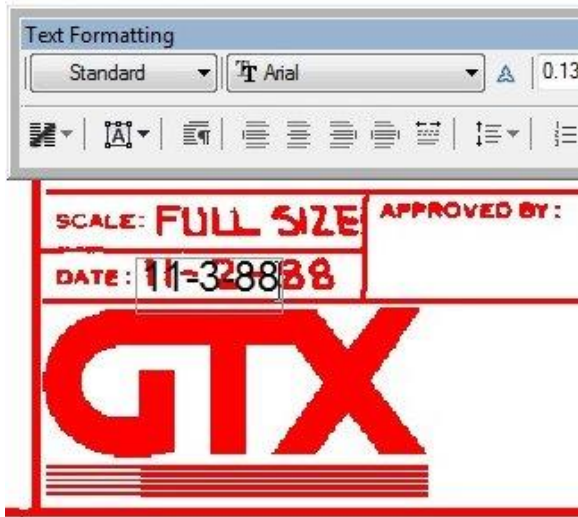 Text Formatting
Standard Arial 0.13
SCALE: FULL SIZE
APPROVED BY:
DATE: 11-3-88
GTX